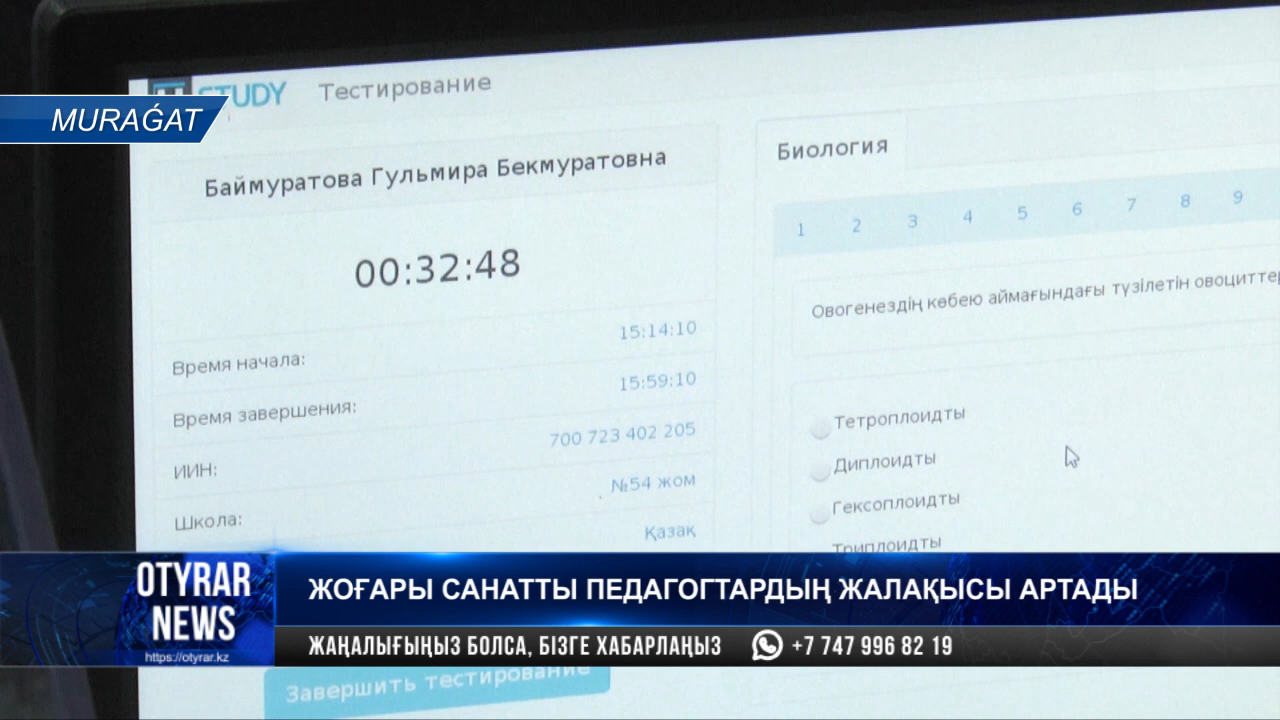 STUDY Тестирование
MURAǴAT
Баймуратова Гульмира Бекмуратовна
00:32:48
Время начала: 15:14:10
Время завершения: 15:59:10
ИИН: 700 723 402 205
Школа: №54 жом
Қазақ
Биология
1 2 3 4 5 6 7 8 9
Овогенездің көбею аймағындағы түзілетін
Тетроплоидты
Диплоидты
Гексоплоидты
Триплоидты
OTYRAR
NEWS
https://otyrar.kz
ЖОҒАРЫ САНАТТЫ ПЕДАГОГТАРДЫҢ ЖАЛАҚЫСЫ АРТАДЫ
ЖАҢАЛЫҒЫҢЫЗ БОЛСА, БІЗГЕ ХАБАРЛАҢЫЗ +7 747 996 82 19
Завершить тестирование